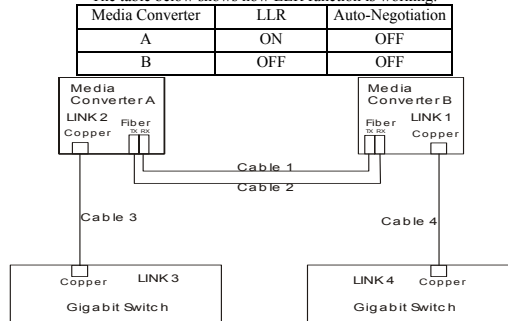 The table below shows how LLR function is working.
Media Converter LLR Auto-Negotiation
A ON OFF
B OFF OFF
Media Converter A
LINK 2
Copper
Fiber
TX RX
Media Converter B
LINK 1
Fiber
TX RX
Copper
Cable 1
Cable 2
Cable 3
Cable 4
Copper LINK 3
Gigabit Switch
LINK 4 Copper
Gigabit Switch